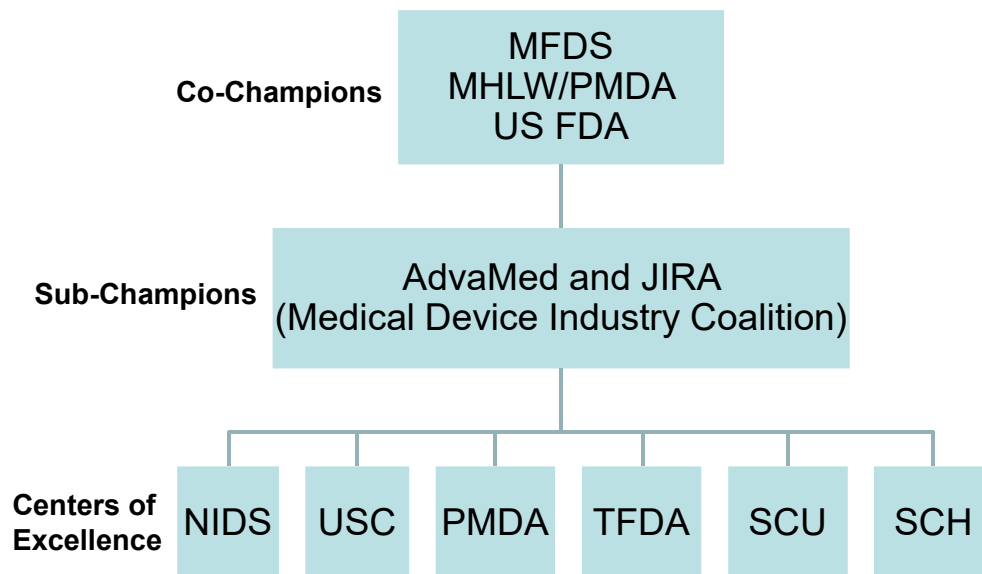 Co-Champions
MFDS
MHLW/PMDA
US FDA
Sub-Champions
AdvaMed and JIRA
(Medical Device Industry Coalition)
Centers of
Excellence
NIDS
USC
PMDA
TFDA
SCU
SCH